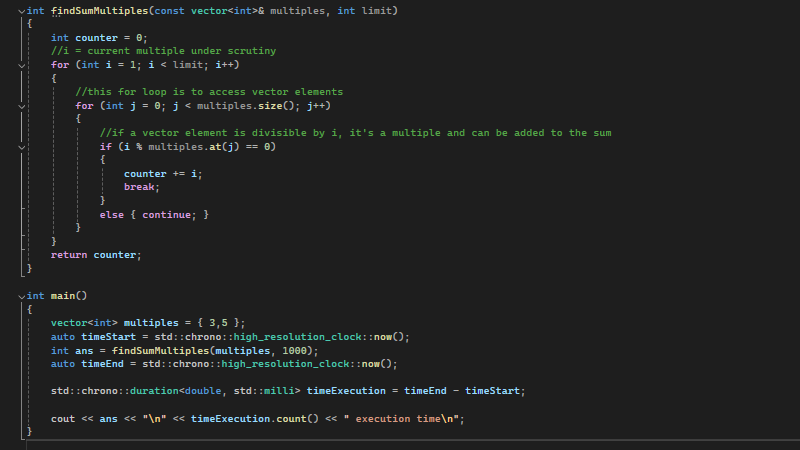 int findSumMultiples(const vector<int>& multiples, int limit)
{
    int counter = 0;
    //i = current multiple under scrutiny
    for (int i = 1; i < limit; i++)
    {
        //this for loop is to access vector elements
        for (int j = 0; j < multiples.size(); j++)
        {
            //if a vector element is divisible by i, it's a multiple and can be added to the sum
            if (i % multiples.at(j) == 0)
            {
                counter += i;
                break;
            }
            else { continue; }
        }
    }
    return counter;
}

int main()
{
    vector<int> multiples = { 3,5 };
    auto timeStart = std::chrono::high_resolution_clock::now();
    int ans = findSumMultiples(multiples, 1000);
    auto timeEnd = std::chrono::high_resolution_clock::now();

    std::chrono::duration<double, std::milli> timeExecution = timeEnd - timeStart;

    cout << ans << "\n" << timeExecution.count() << " execution time\n";
}